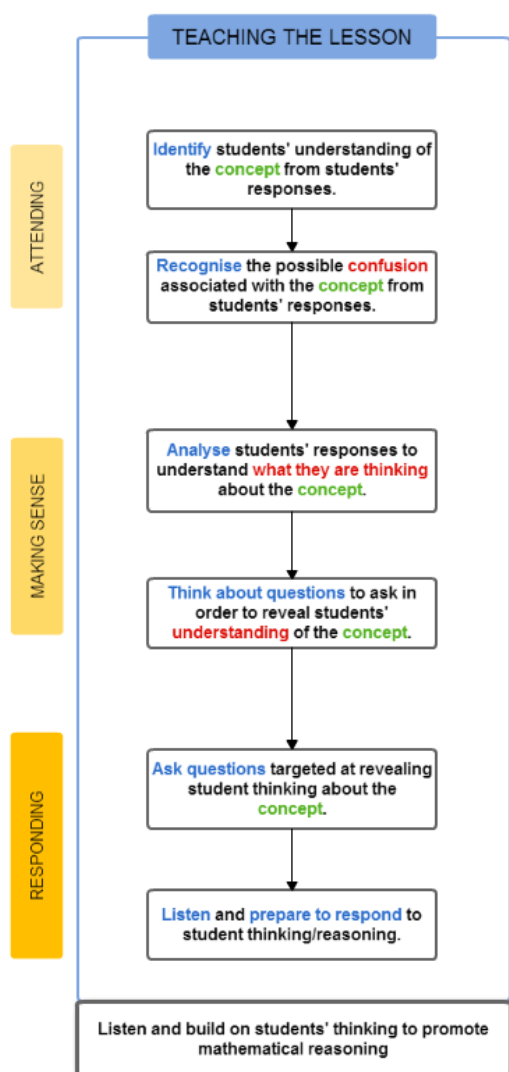 TEACHING THE LESSON
ATTENDING
Identify students' understanding of
the concept from students'
responses.
Recognise the possible confusion
associated with the concept from
students' responses.
MAKING SENSE
Analyse students' responses to
understand what they are thinking
about the concept.
Think about questions to ask in
order to reveal students'
understanding of the concept.
RESPONDING
Ask questions targeted at revealing
student thinking about the
concept.
Listen and prepare to respond to
student thinking/reasoning.
Listen and build on students' thinking to promote
mathematical reasoning